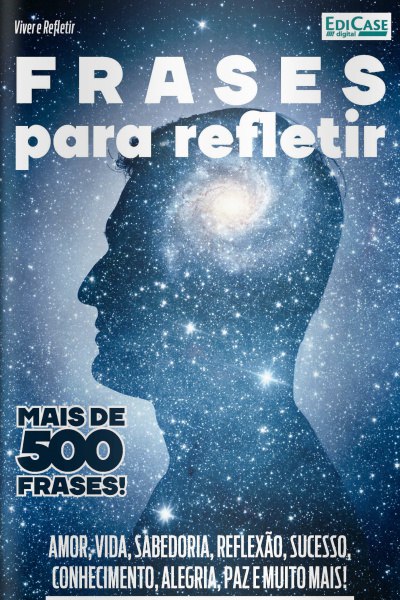 Viver e Refletir
EDICASE
digital
FRASES
para refletir
MAIS DE
500
FRASES!
AMOR, VIDA, SABEDORIA, REFLEXÃO, SUCESSO,
CONHECIMENTO, ALEGRIA, PAZ E MUITO MAIS!